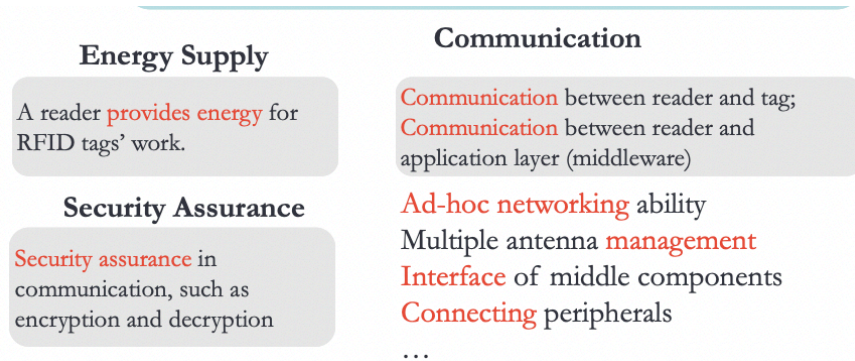 Energy Supply
A reader provides energy for
RFID tags’ work.
Security Assurance
Security assurance in
communication, such as
encryption and decryption
Communication
Communication between reader and tag;
Communication between reader and
application layer (middleware)
Ad-hoc networking ability
Multiple antenna management
Interface of middle components
Connecting peripherals
…